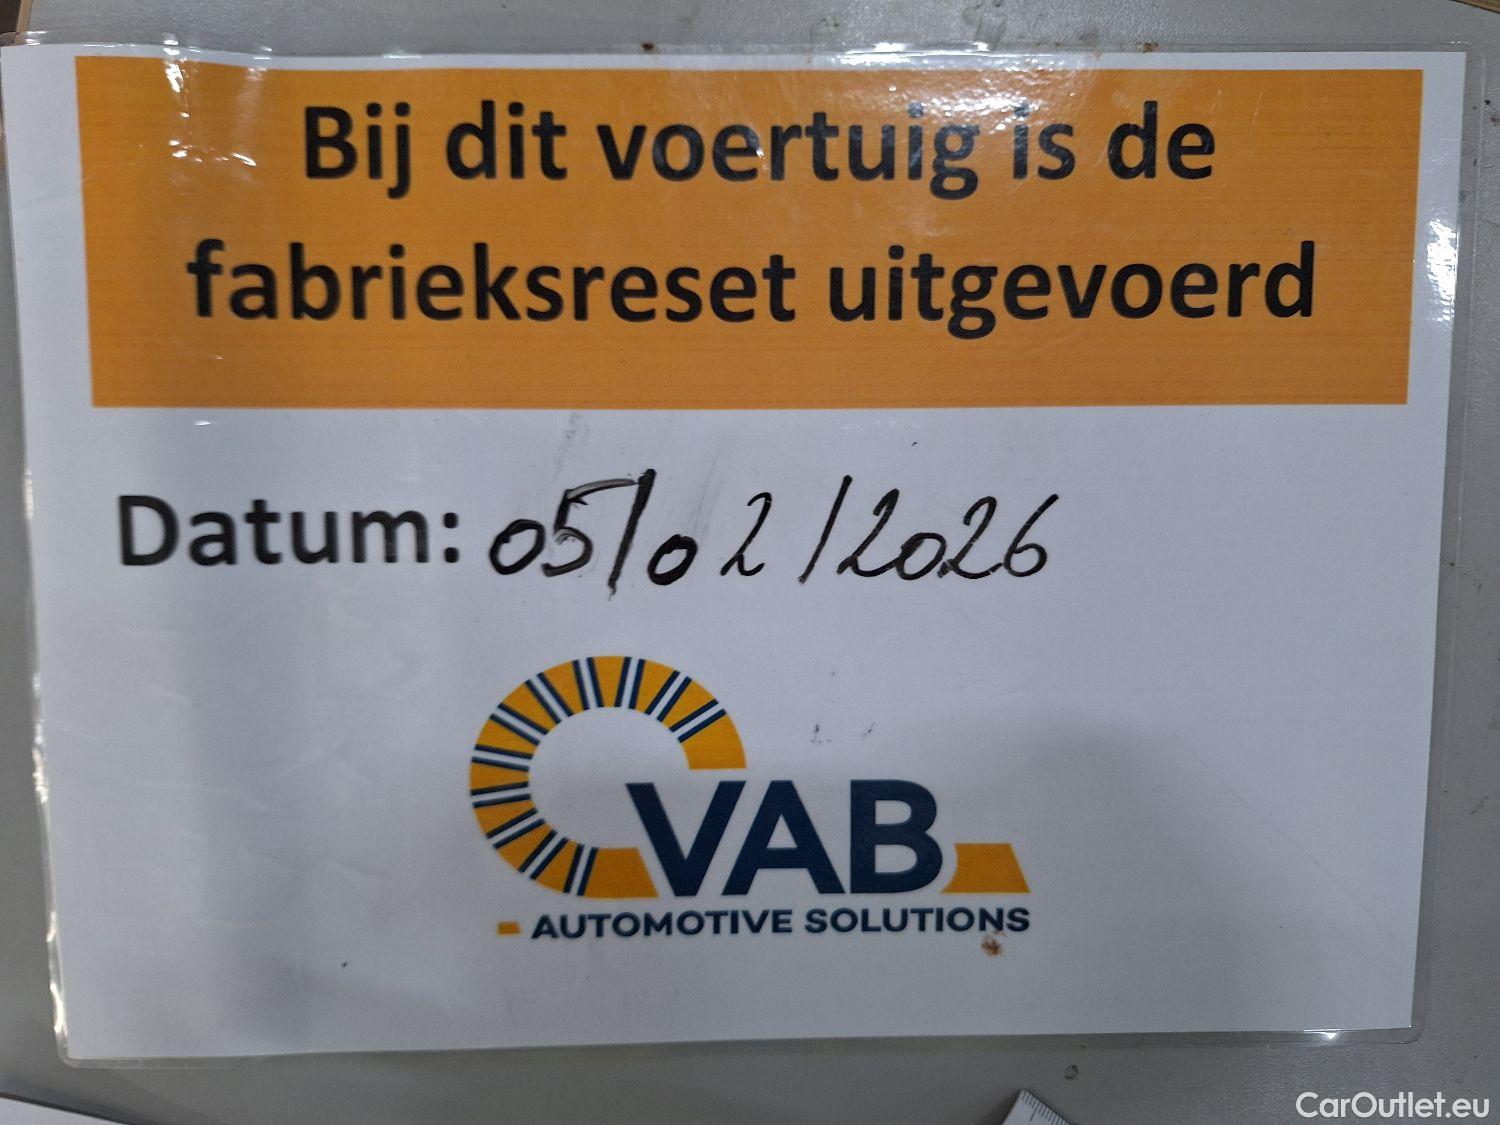 Bij dit voertuig is de
fabrieksreset uitgevoerd
Datum: 05/02/2026
VAB
AUTOMOTIVE SOLUTIONS
CarOutlet.eu